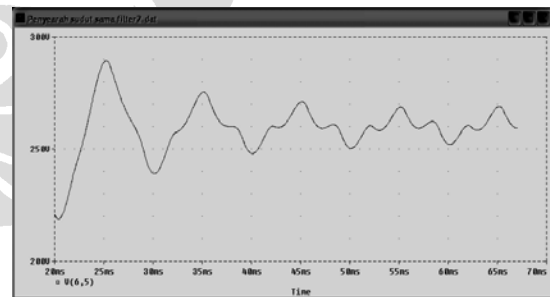 Penyearah sudut sama filter2.dat
300V
250V
200V
20ms 25ms 30ms 35ms 40ms 45ms 50ms 55ms 60ms 65ms 70ms
V(6,5)
Time